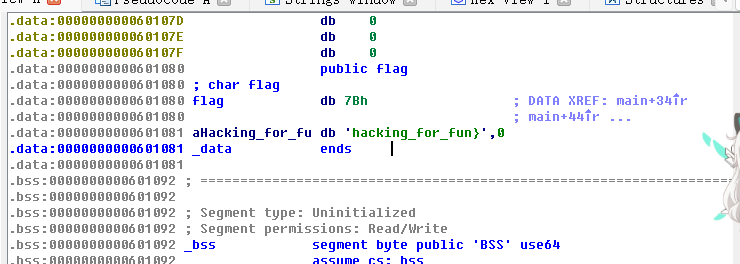 Pseudocode A Strings window Hex View 1 Structures
.data:000000000060107D db 0
.data:000000000060107E db 0
.data:000000000060107F db 0
.data:0000000000601080 public flag
.data:0000000000601080 ; char flag
.data:0000000000601080 flag db 7Bh ; DATA XREF: main+34↑r
.data:0000000000601080 ; main+44↑r ...
.data:0000000000601081 aHacking_for_fu db 'hacking_for_fun}',0
.data:0000000000601081 _data ends
.data:0000000000601081
.bss:0000000000601092 ; ===========================================================================
.bss:0000000000601092
.bss:0000000000601092 ; Segment type: Uninitialized
.bss:0000000000601092 ; Segment permissions: Read/Write
.bss:0000000000601092 _bss segment byte public 'BSS' use64
.bss:0000000000601092 assume cs:_bss